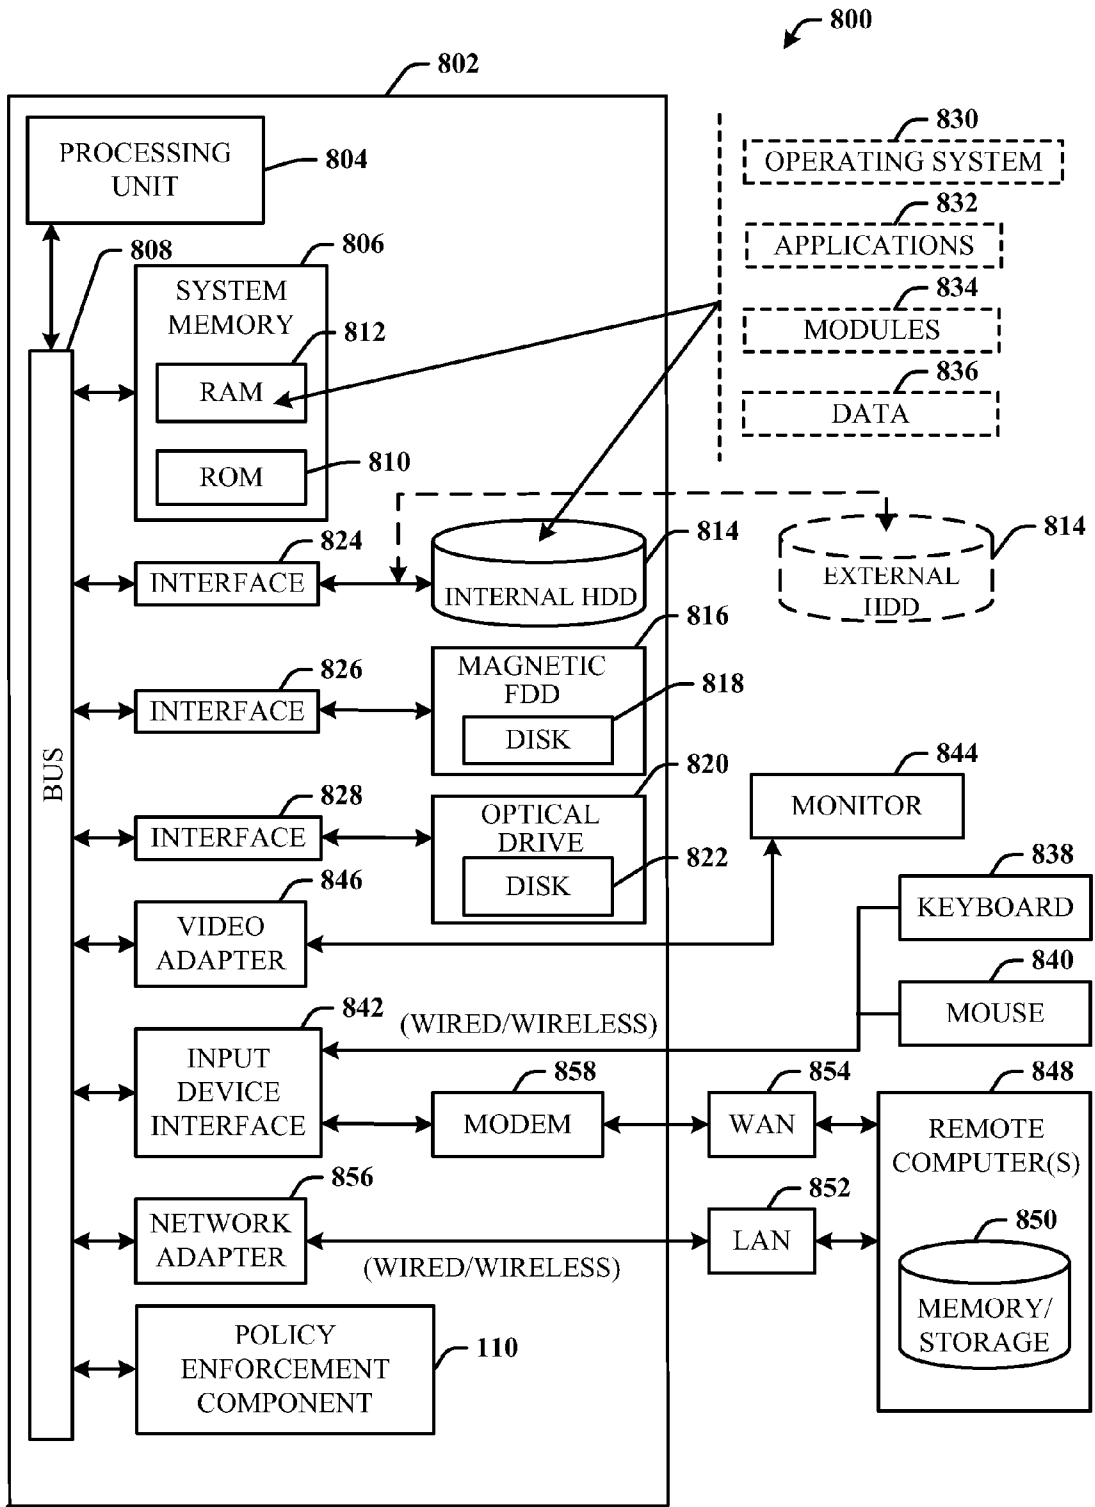 800
802
PROCESSING
UNIT
804
830
OPERATING SYSTEM
832
APPLICATIONS
834
MODULES
836
DATA
808
806
SYSTEM
MEMORY
812
RAM
810
ROM
824
INTERFACE
814
INTERNAL HDD
814
EXTERNAL
HDD
826
INTERFACE
816
MAGNETIC
FDD
818
DISK
BUS
828
INTERFACE
820
OPTICAL
DRIVE
822
DISK
844
MONITOR
846
VIDEO
ADAPTER
838
KEYBOARD
840
MOUSE
842
(WIRED/WIRELESS)
INPUT
DEVICE
INTERFACE
858
MODEM
854
WAN
848
REMOTE
COMPUTER(S)
856
NETWORK
ADAPTER
(WIRED/WIRELESS)
852
LAN
850
MEMORY/
STORAGE
POLICY
ENFORCEMENT
COMPONENT
110